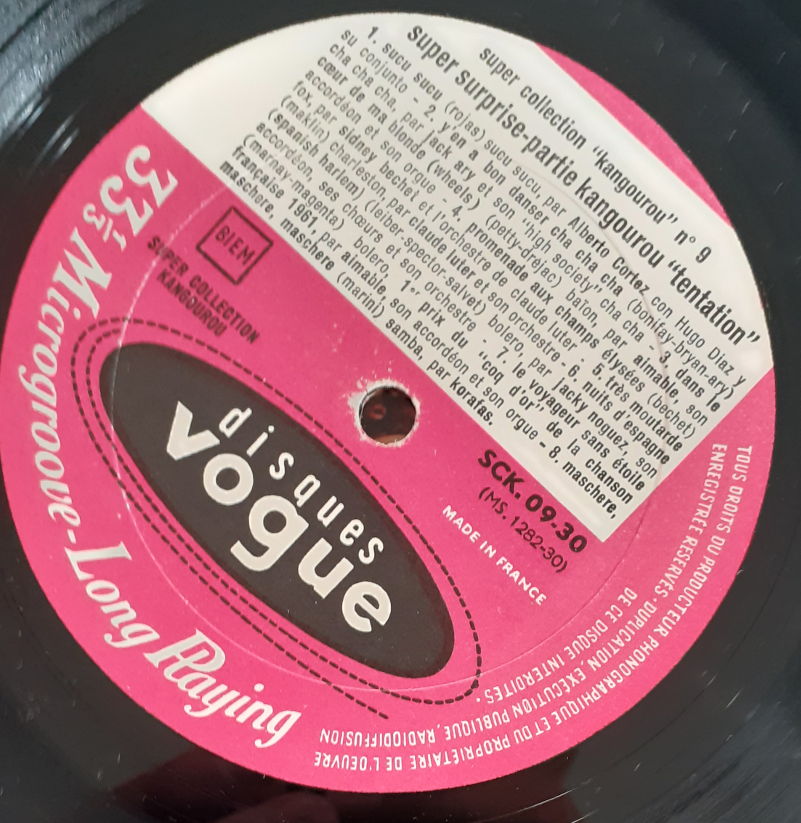 super collection "kangourou" n° 9
super surprise-partie kangourou "tentation"
1. sucu sucu (rojas) sucu sucu, par Alberto Cortez con Hugo Diaz y
su conjunto - 2. y'en a bon danser cha cha cha (bonifay-bryan-ary)
cha cha cha, par jack ary et son "high society" cha cha - 3. dans le
cœur de ma blonde (wheels) (petty-dréjac) baïon, par aimable, son
accordéon et son orgue - 4. promenade aux champs élysées (bechet)
fox, par sidney bechet et l'orchestre de claude luter - 5. très moutarde
(maklin) charleston, par claude luter et son orchestre - 6. nuits d'espagne
(spanish harlem) (leiber-spector-salvet) bolero, par jacky noguez, son
accordéon, ses chœurs et son orchestre - 7. le voyageur sans étoile
(marnay-magenta) bolero, 1er prix du "coq d'or" de la chanson
française 1961, par aimable, son accordéon et son orgue - 8. maschere,
maschere, maschere (marini) samba, par korafas.
BIEM
SUPER COLLECTION
KANGOUROU
SCK. 09-30
(MS. 1282-30)
MADE IN FRANCE
disques
vogue
33 1/3 Microgroove-Long Playing
TOUS DROITS DU PRODUCTEUR PHONOGRAPHIQUE ET DU PROPRIÉTAIRE DE L'OEUVRE
ENREGISTRÉE RESERVÉS - DUPLICATION, EXÉCUTION PUBLIQUE, RADIODIFFUSION
DE CE DISQUE INTERDITES -